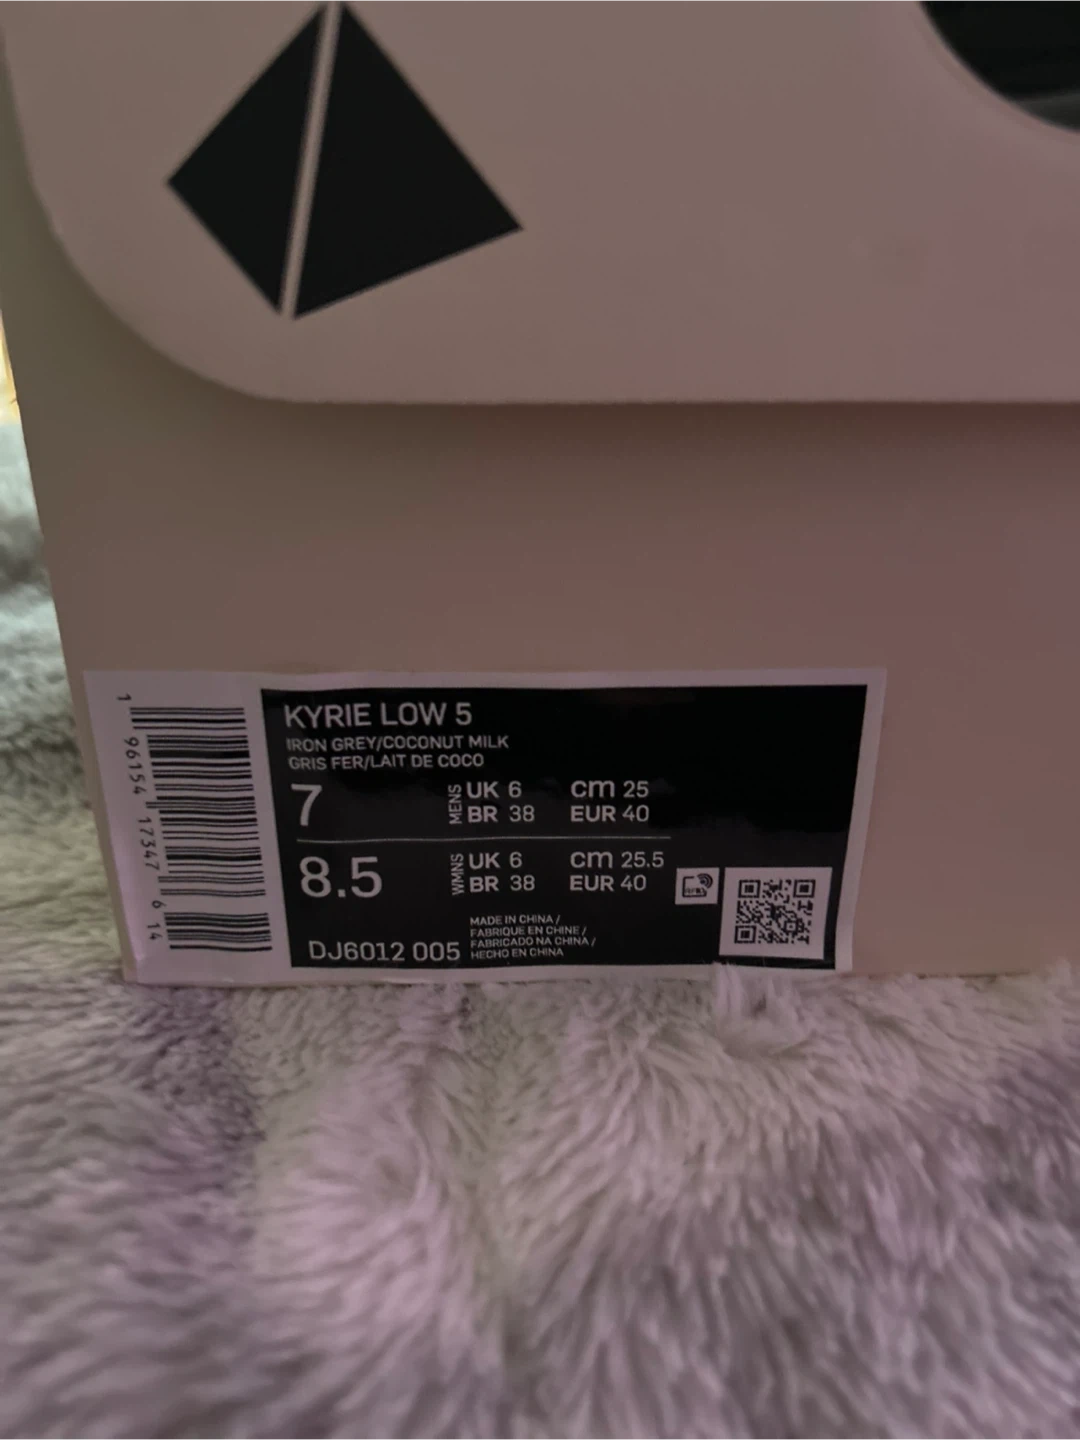 KYRIE LOW 5
IRON GREY/COCONUT MILK
GRIS FER/LAIT DE COCO
7 MENS UK 6 cm 25
BR 38 EUR 40
8.5 WMNS UK 6 cm 25.5
BR 38 EUR 40
MADE IN CHINA /
FABRIQUE EN CHINE /
FABRICADO NA CHINA /
HECHO EN CHINA
DJ6012 005
1 96154 17347 6 14